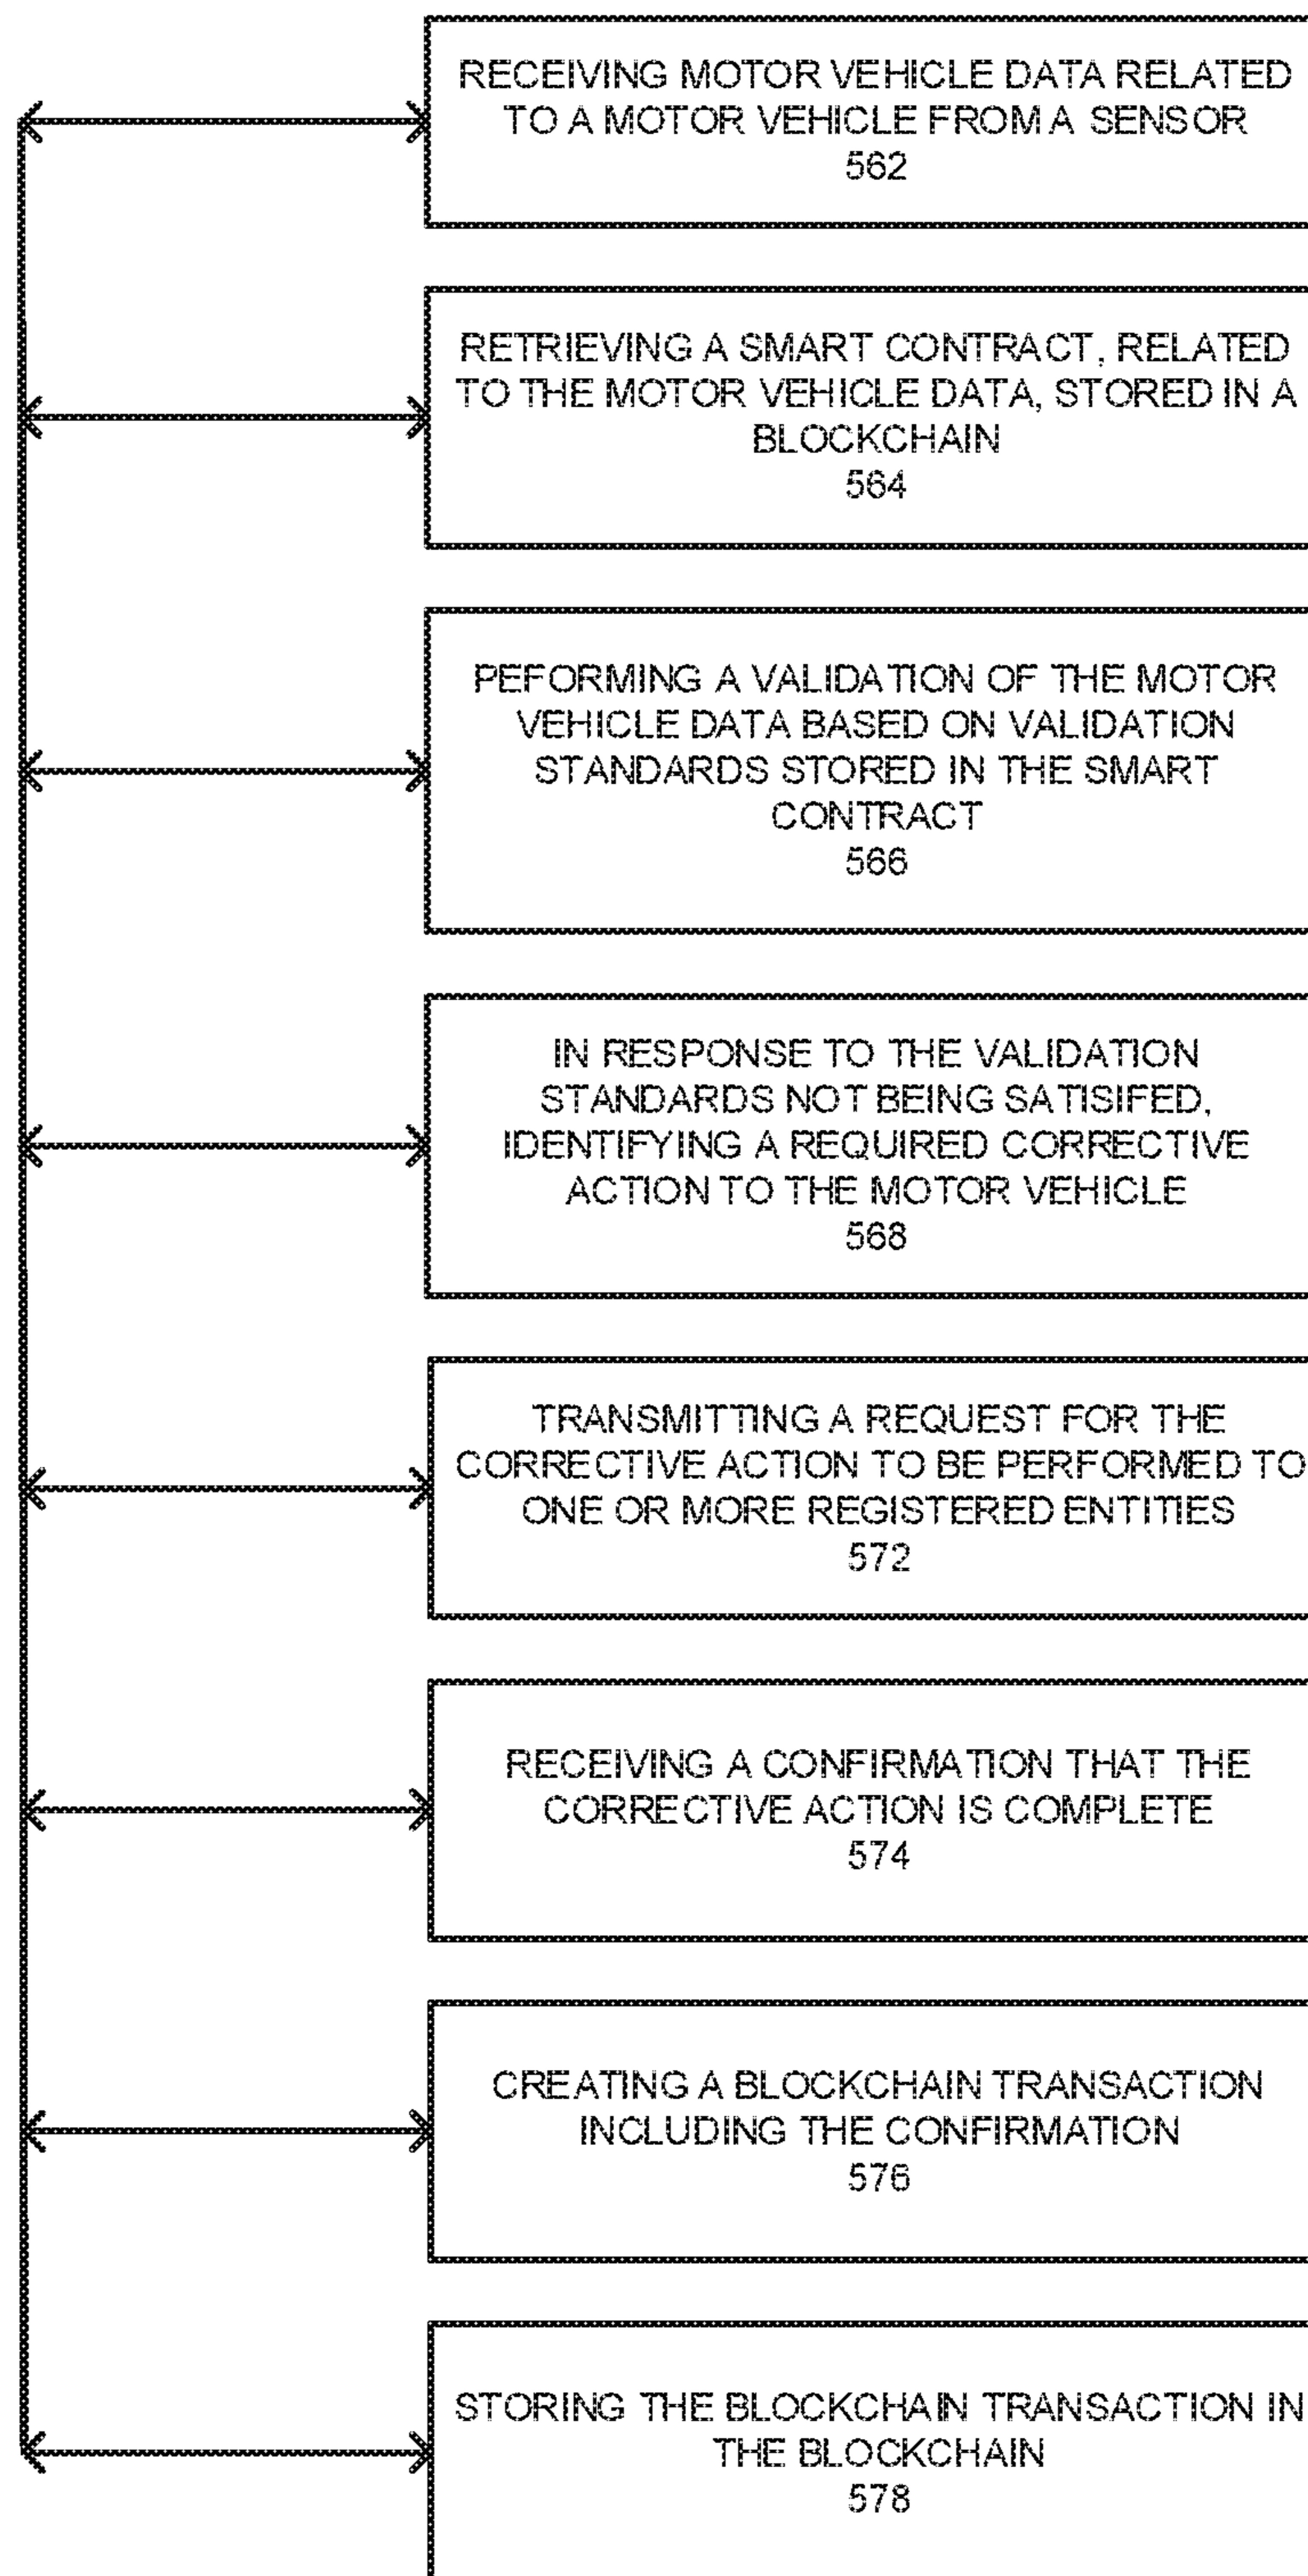 RECEIVING MOTOR VEHICLE DATA RELATED
TO A MOTOR VEHICLE FROM A SENSOR
562
RETRIEVING A SMART CONTRACT, RELATED
TO THE MOTOR VEHICLE DATA, STORED IN A
BLOCKCHAIN
564
PEFORMING A VALIDATION OF THE MOTOR
VEHICLE DATA BASED ON VALIDATION
STANDARDS STORED IN THE SMART
CONTRACT
566
IN RESPONSE TO THE VALIDATION
STANDARDS NOT BEING SATISIFED,
IDENTIFYING A REQUIRED CORRECTIVE
ACTION TO THE MOTOR VEHICLE
568
TRANSMITTING A REQUEST FOR THE
CORRECTIVE ACTION TO BE PERFORMED TO
ONE OR MORE REGISTERED ENTITIES
572
RECEIVING A CONFIRMATION THAT THE
CORRECTIVE ACTION IS COMPLETE
574
CREATING A BLOCKCHAIN TRANSACTION
INCLUDING THE CONFIRMATION
576
STORING THE BLOCKCHAIN TRANSACTION IN
THE BLOCKCHAIN
578